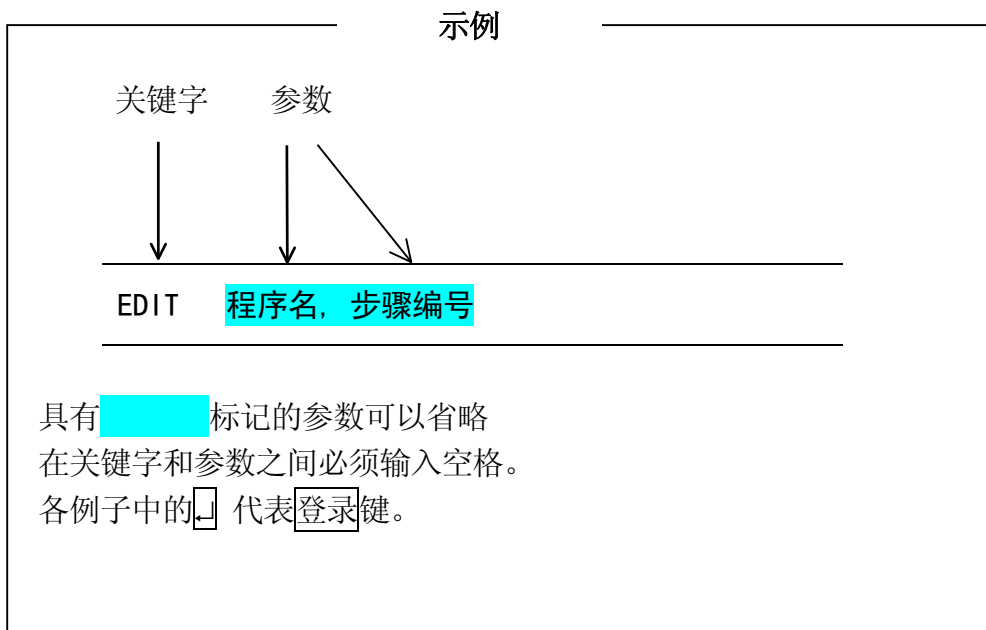 示例
关键字 参数
EDIT 程序名, 步骤编号
具有 标记的参数可以省略
在关键字和参数之间必须输入空格。
各例子中的↵ 代表登录键。